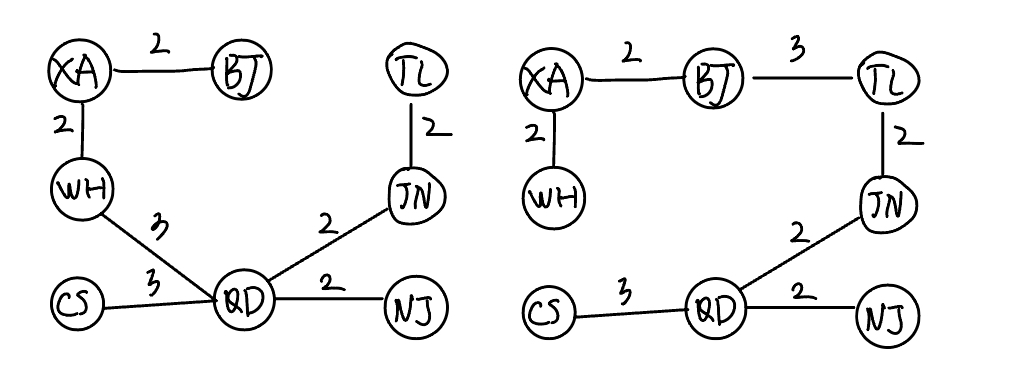 XA 2 BJ TL
2 2
WH JN
3 2
CS 3 QD 2 NJ
XA 2 BJ 3 TL
2 2
WH JN
2
CS 3 QD 2 NJ